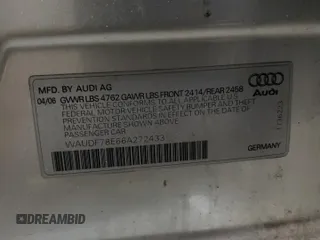 MFD. BY AUDI AG
04/06 GVWR LBS 4762 GAWR LBS FRONT 2414/REAR 2458
THIS VEHICLE CONFORMS TO ALL APPLICABLE
FEDERAL MOTOR VEHICLE SAFETY BUMPER AND THEFT
PREVENTION STANDARDS IN EFFECT ON THE DATE OF
MANUFACTURE SHOWN ABOVE.
PASSENGER CAR
Audi
WAUDF78E66A272433
GERMANY
DREAMBID